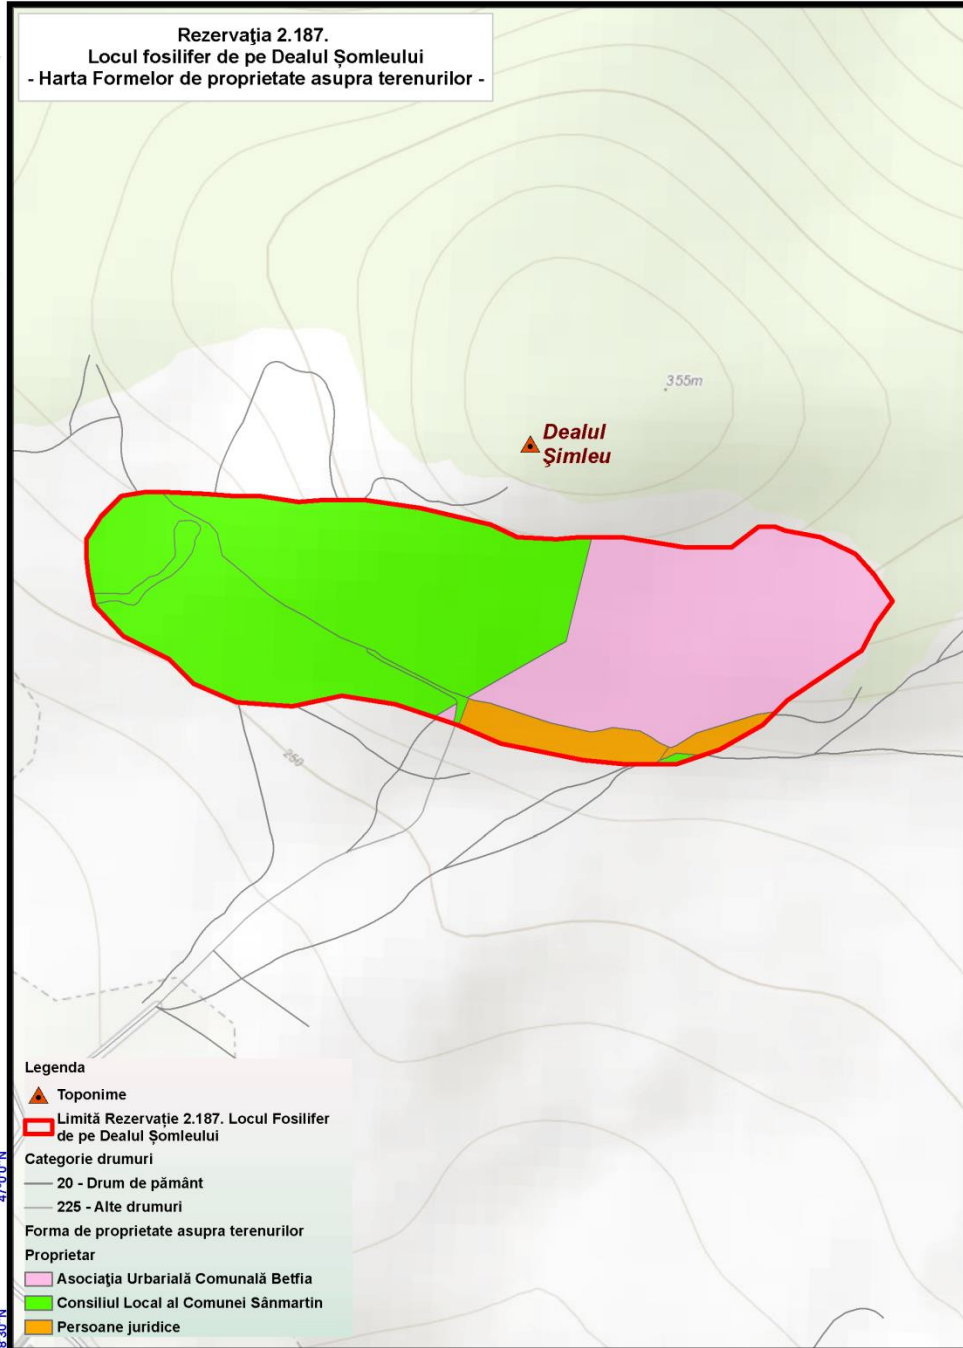 Rezervaţia 2.187.
Locul fosilifer de pe Dealul Șomleului
- Harta Formelor de proprietate asupra terenurilor -
355m
Dealul
Şimleu
250
Legenda
Toponime
Limită Rezervație 2.187. Locul Fosilifer
de pe Dealul Șomleului
Categorie drumuri
20 - Drum de pământ
225 - Alte drumuri
Forma de proprietate asupra terenurilor
Proprietar
Asociaţia Urbarială Comunală Betfia
Consiliul Local al Comunei Sânmartin
Persoane juridice